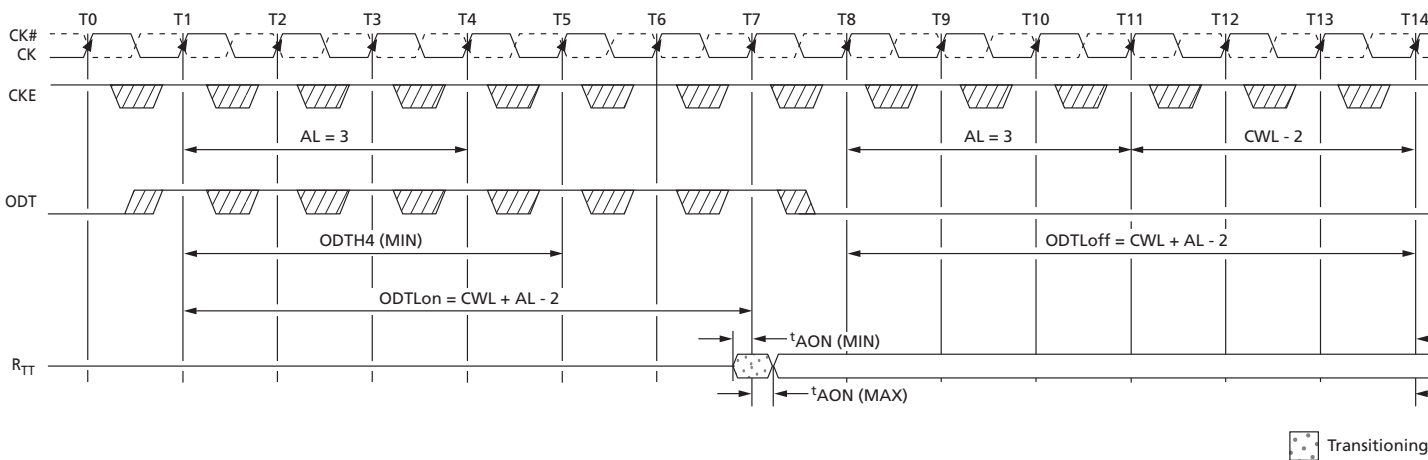 T0 T1 T2 T3 T4 T5 T6 T7 T8 T9 T10 T11 T12 T13 T14
CK#
CK
CKE
AL = 3 AL = 3 CWL - 2
ODT
ODTH4 (MIN) ODTLoff = CWL + AL - 2
ODTLon = CWL + AL - 2
tAON (MIN)
RTT
tAON (MAX)
Transitioning